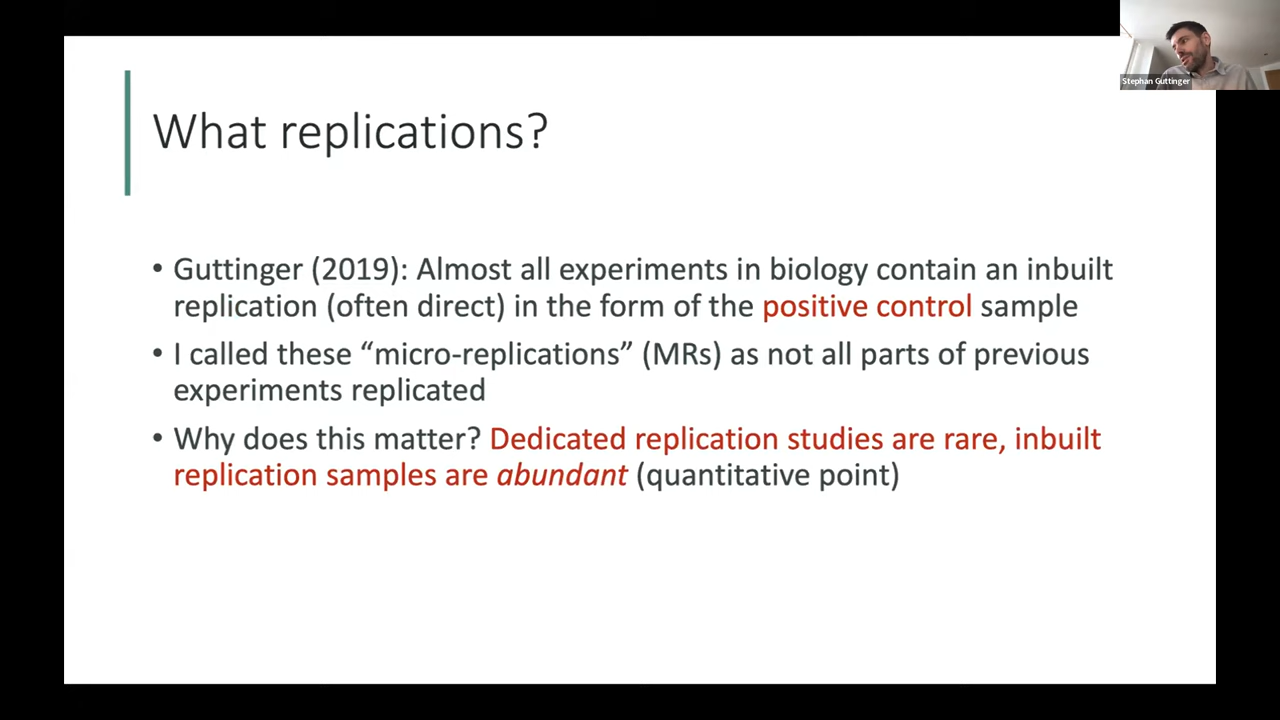 Stephan Guttinger
What replications?
• Guttinger (2019): Almost all experiments in biology contain an inbuilt
replication (often direct) in the form of the positive control sample
• I called these “micro-replications” (MRs) as not all parts of previous
experiments replicated
• Why does this matter? Dedicated replication studies are rare, inbuilt
replication samples are abundant (quantitative point)